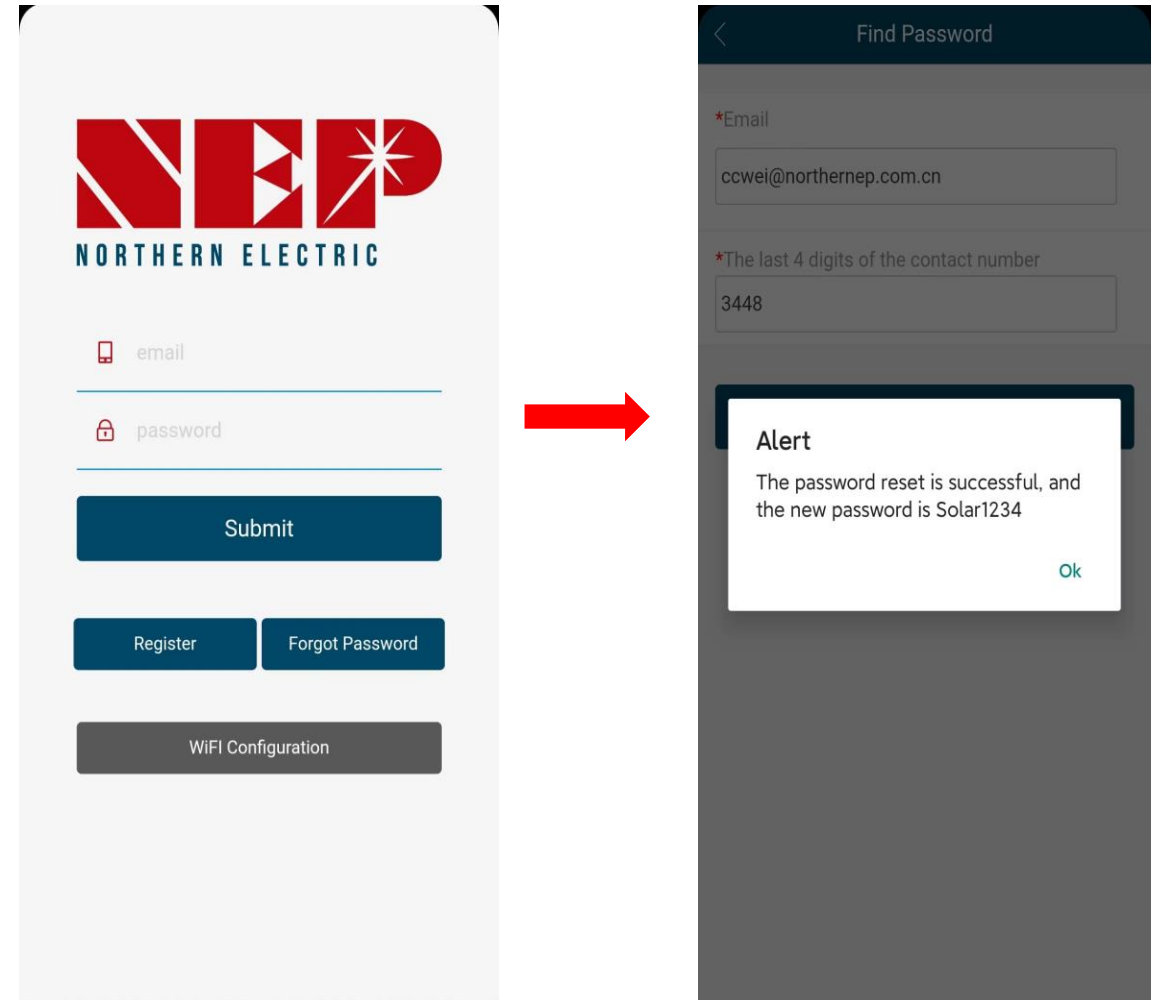 NEP
NORTHERN ELECTRIC
email
password
Submit
Register
Forgot Password
WiFI Configuration
Find Password
*Email
ccwei@northernep.com.cn
*The last 4 digits of the contact number
3448
Alert
The password reset is successful, and
the new password is Solar1234
Ok